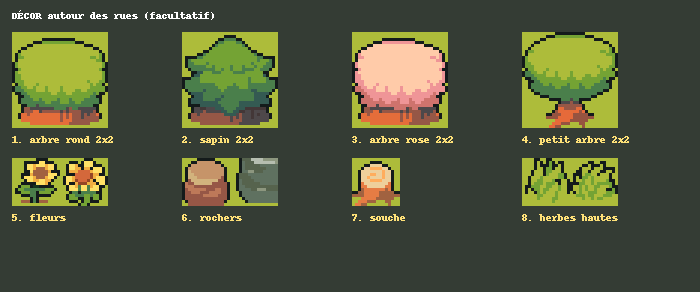 DÉCOR autour des rues (facultatif)
1. arbre rond 2x2
2. sapin 2x2
3. arbre rose 2x2
4. petit arbre 2x2
5. fleurs
6. rochers
7. souche
8. herbes hautes